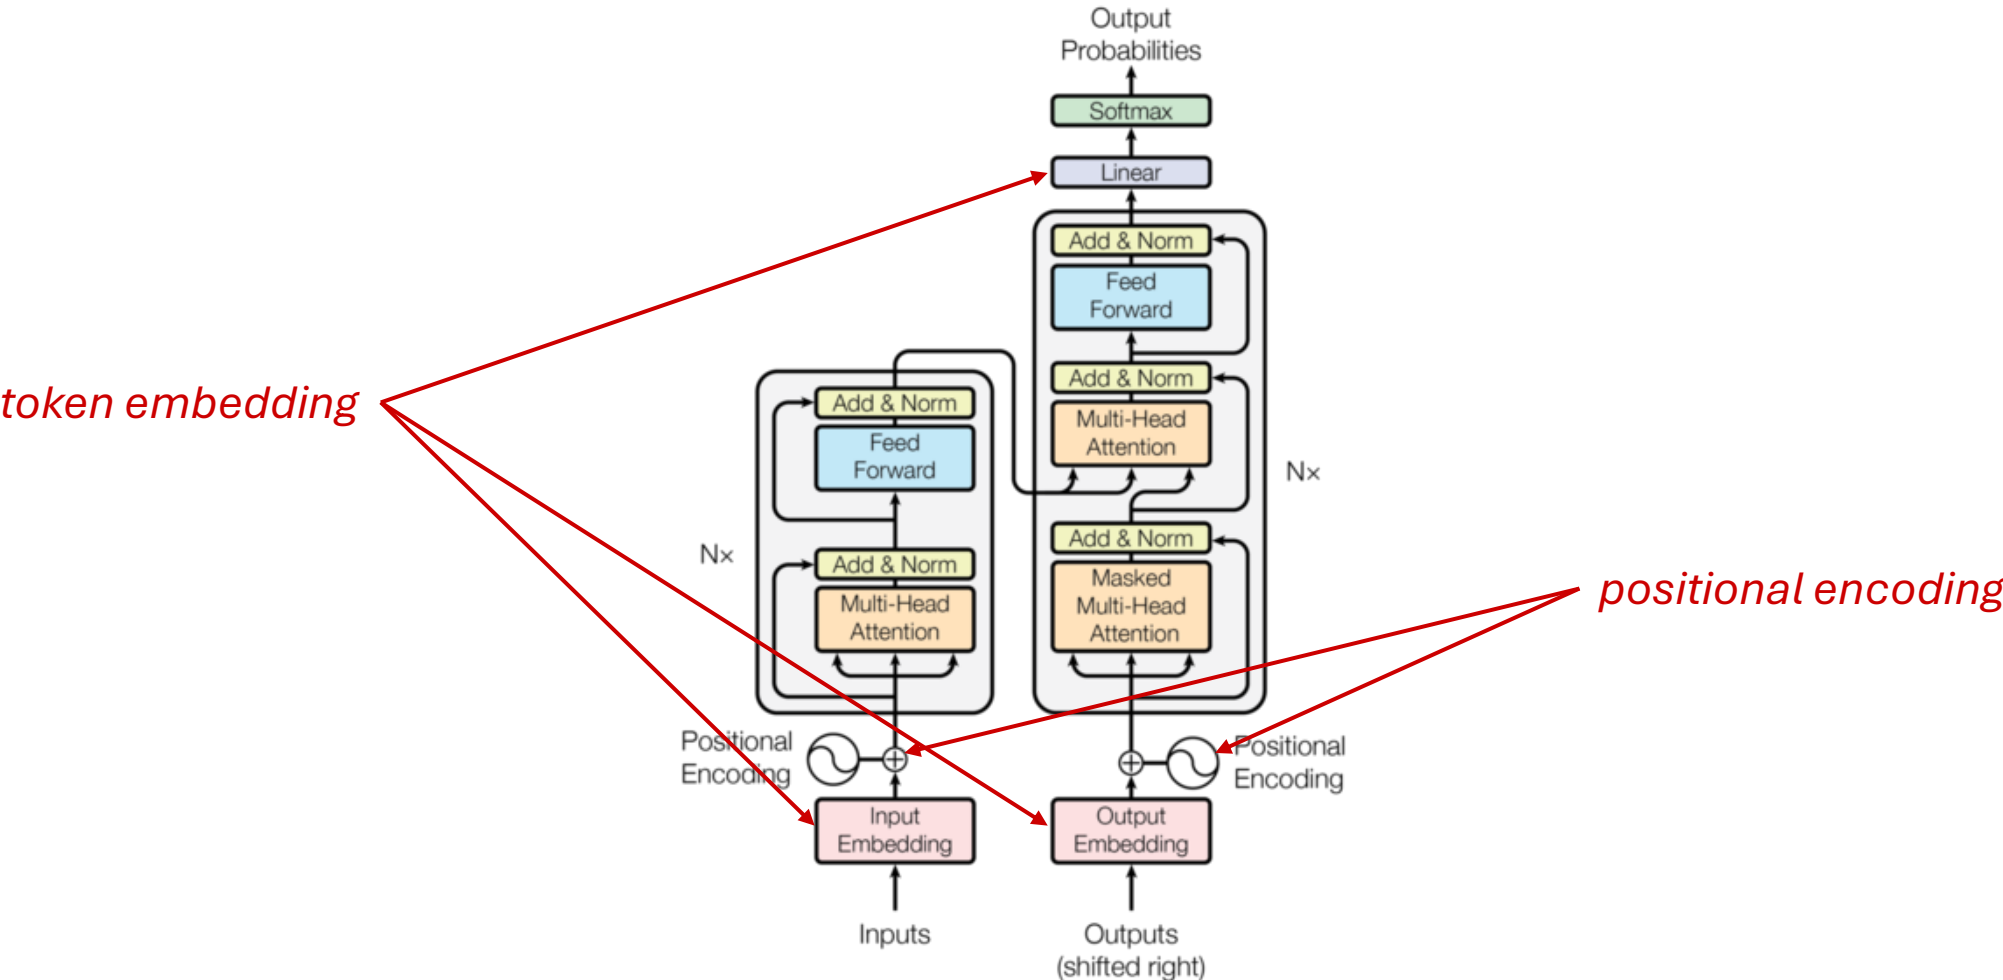 Output
Probabilities
Softmax
Linear
Add & Norm
Feed
Forward
Add & Norm
Multi-Head
Attention
N×
Add & Norm
Masked
Multi-Head
Attention
token embedding
Add & Norm
Feed
Forward
N×
Add & Norm
Multi-Head
Attention
positional encoding
Positional
Encoding
Positional
Encoding
Input
Embedding
Output
Embedding
Inputs
Outputs
(shifted right)